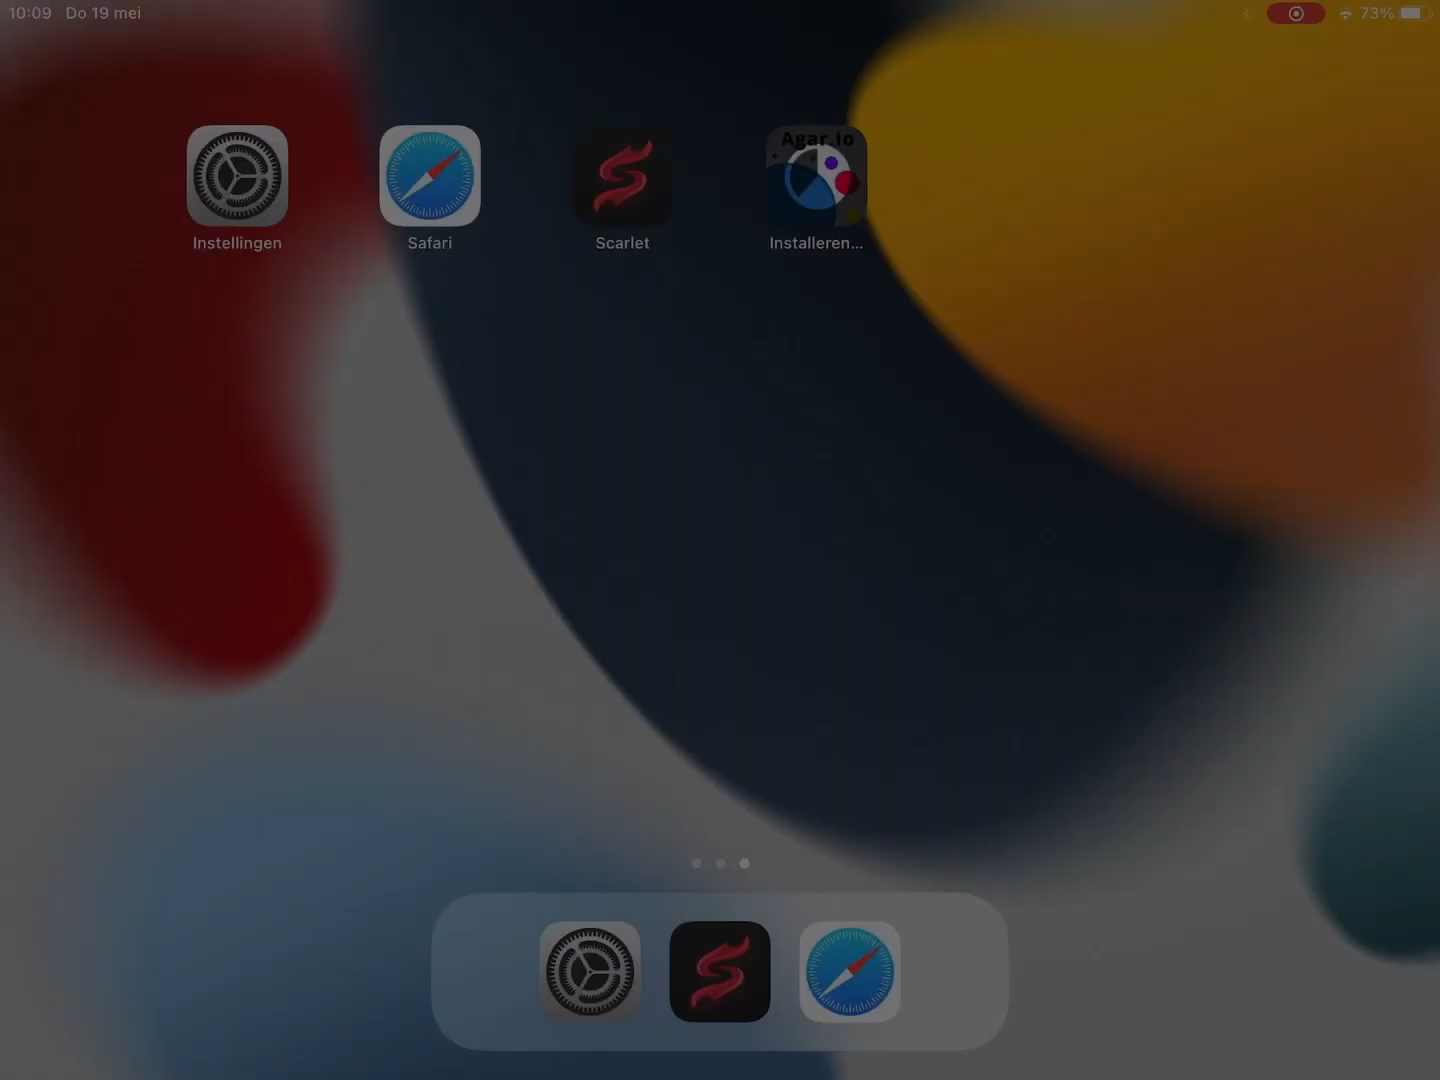 10:09 Do 19 mei
73%
Agar.io
Instellingen
Safari
Scarlet
Installeren...